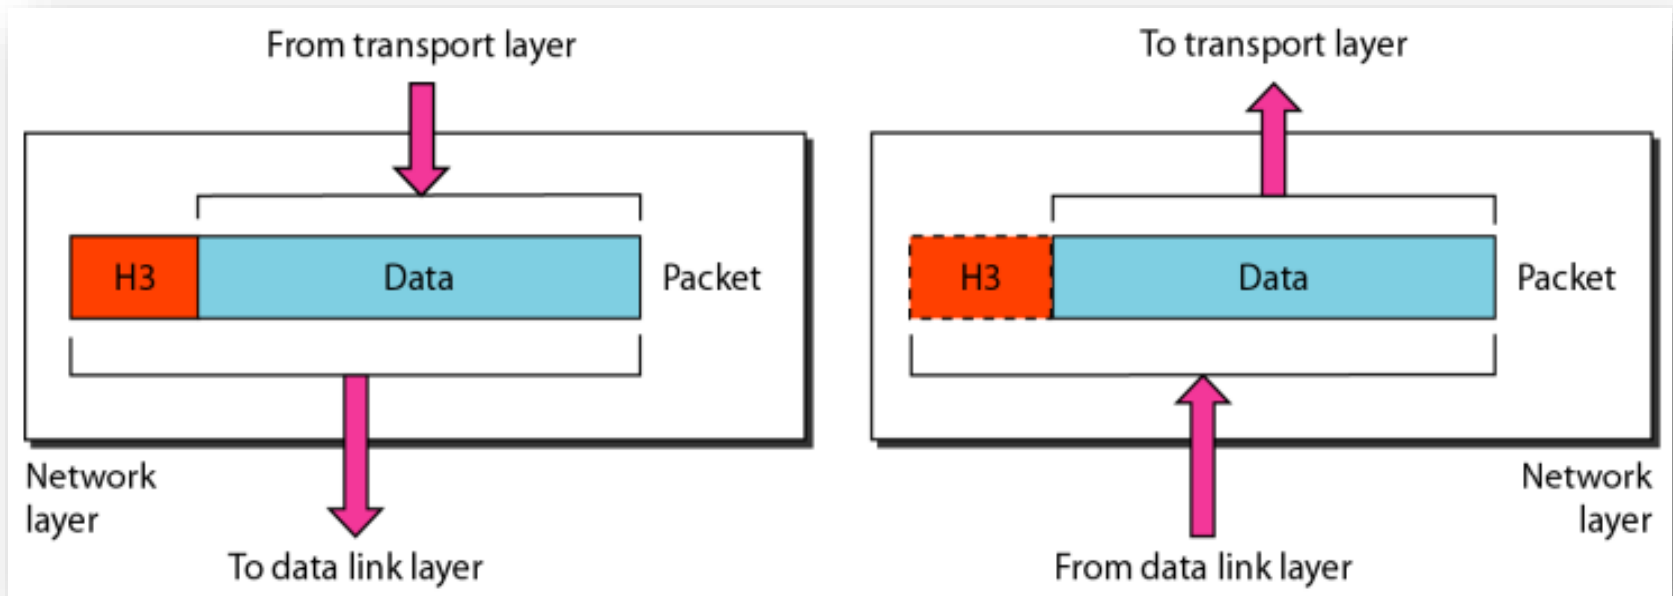 From transport layer
H3
Data
Packet
Network
layer
To data link layer
To transport layer
H3
Data
Packet
Network
layer
From data link layer